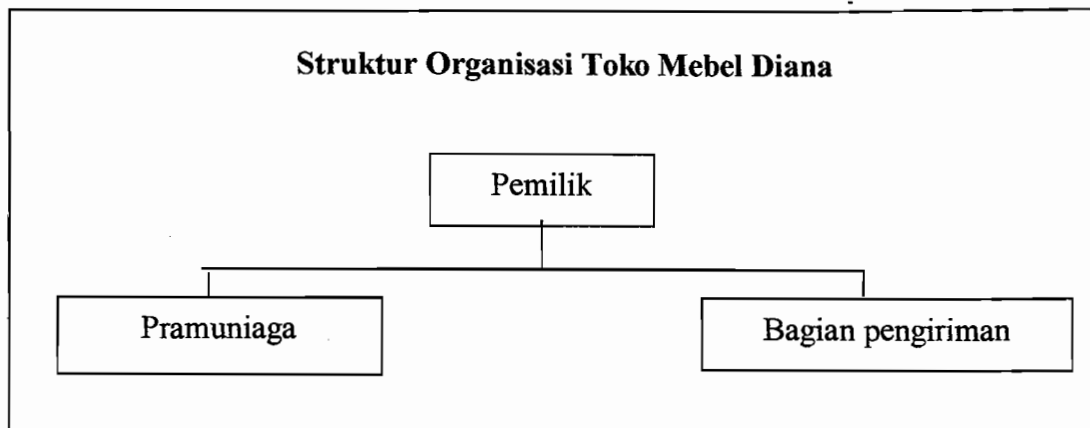 Struktur Organisasi Toko Mebel Diana
Pemilik
Pramuniaga
Bagian pengiriman